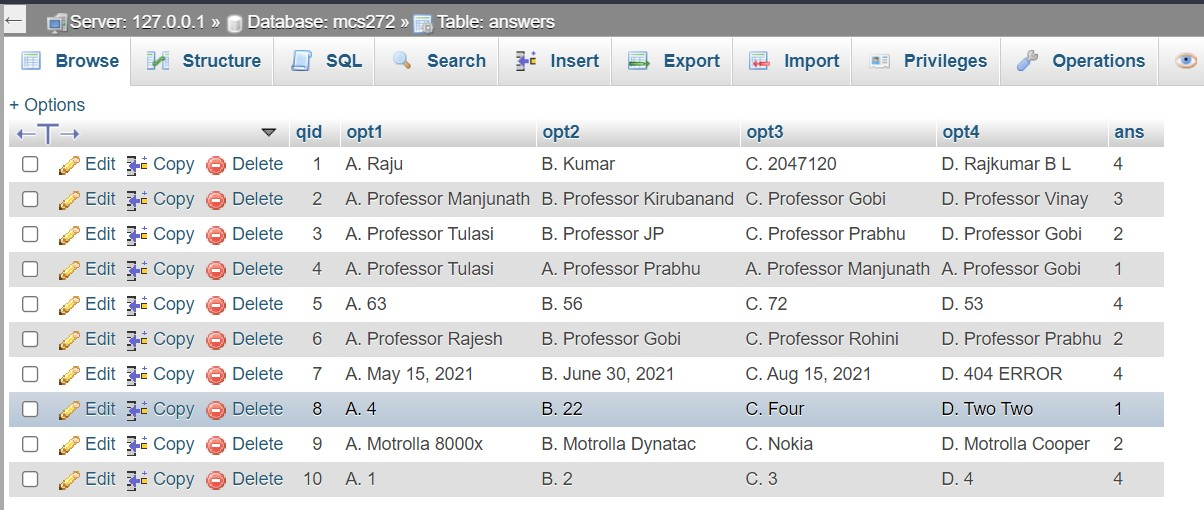 Server: 127.0.0.1 » Database: mcs272 » Table: answers
Browse Structure SQL Search Insert Export Import Privileges Operations
+ Options
qid opt1 opt2 opt3 opt4 ans
Edit Copy Delete 1 A. Raju B. Kumar C. 2047120 D. Rajkumar B L 4
Edit Copy Delete 2 A. Professor Manjunath B. Professor Kirubanand C. Professor Gobi D. Professor Vinay 3
Edit Copy Delete 3 A. Professor Tulasi B. Professor JP C. Professor Prabhu D. Professor Gobi 2
Edit Copy Delete 4 A. Professor Tulasi A. Professor Prabhu A. Professor Manjunath A. Professor Gobi 1
Edit Copy Delete 5 A. 63 B. 56 C. 72 D. 53 4
Edit Copy Delete 6 A. Professor Rajesh B. Professor Gobi C. Professor Rohini D. Professor Prabhu 2
Edit Copy Delete 7 A. May 15, 2021 B. June 30, 2021 C. Aug 15, 2021 D. 404 ERROR 4
Edit Copy Delete 8 A. 4 B. 22 C. Four D. Two Two 1
Edit Copy Delete 9 A. Motrolla 8000x B. Motrolla Dynatac C. Nokia D. Motrolla Cooper 2
Edit Copy Delete 10 A. 1 B. 2 C. 3 D. 4 4